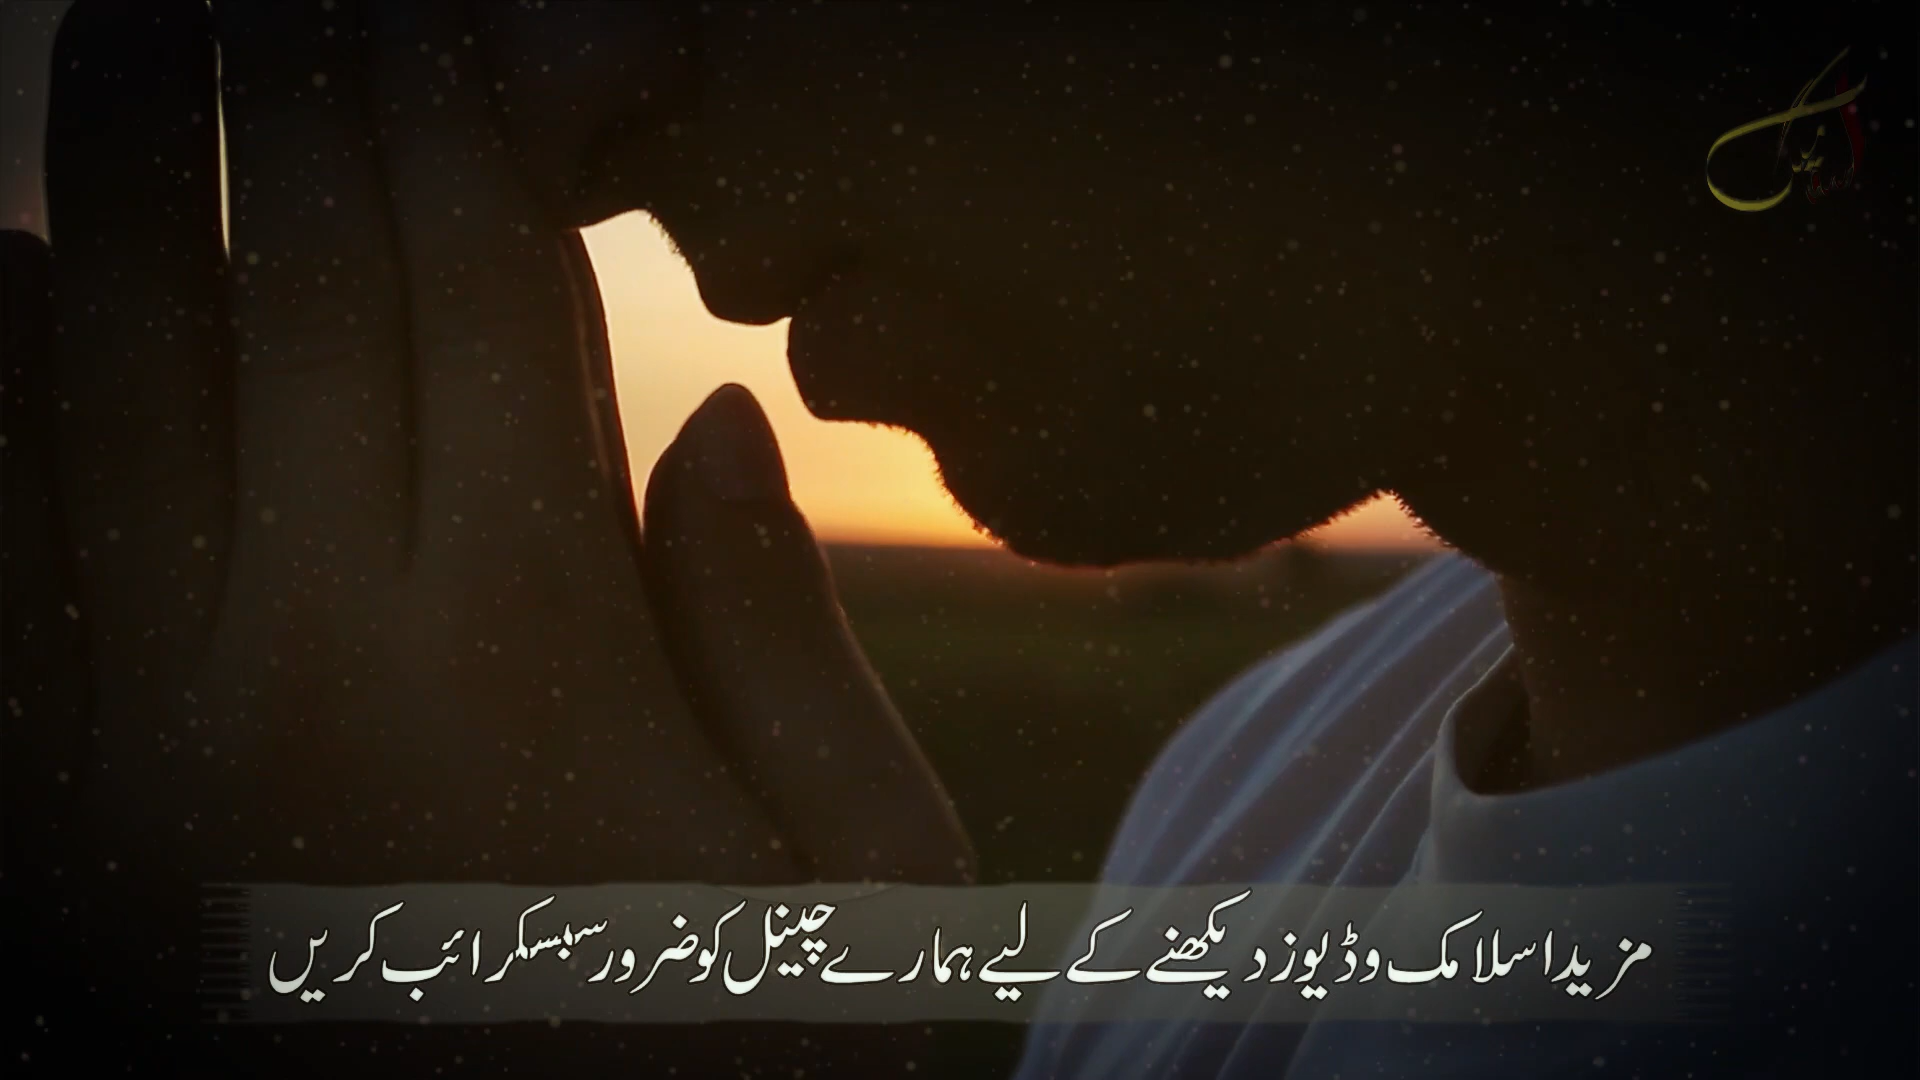 مزید اسلامک وڈیوز دیکھنے کے لیے ہمارے چینل کو ضرور سبسکرائب کریں